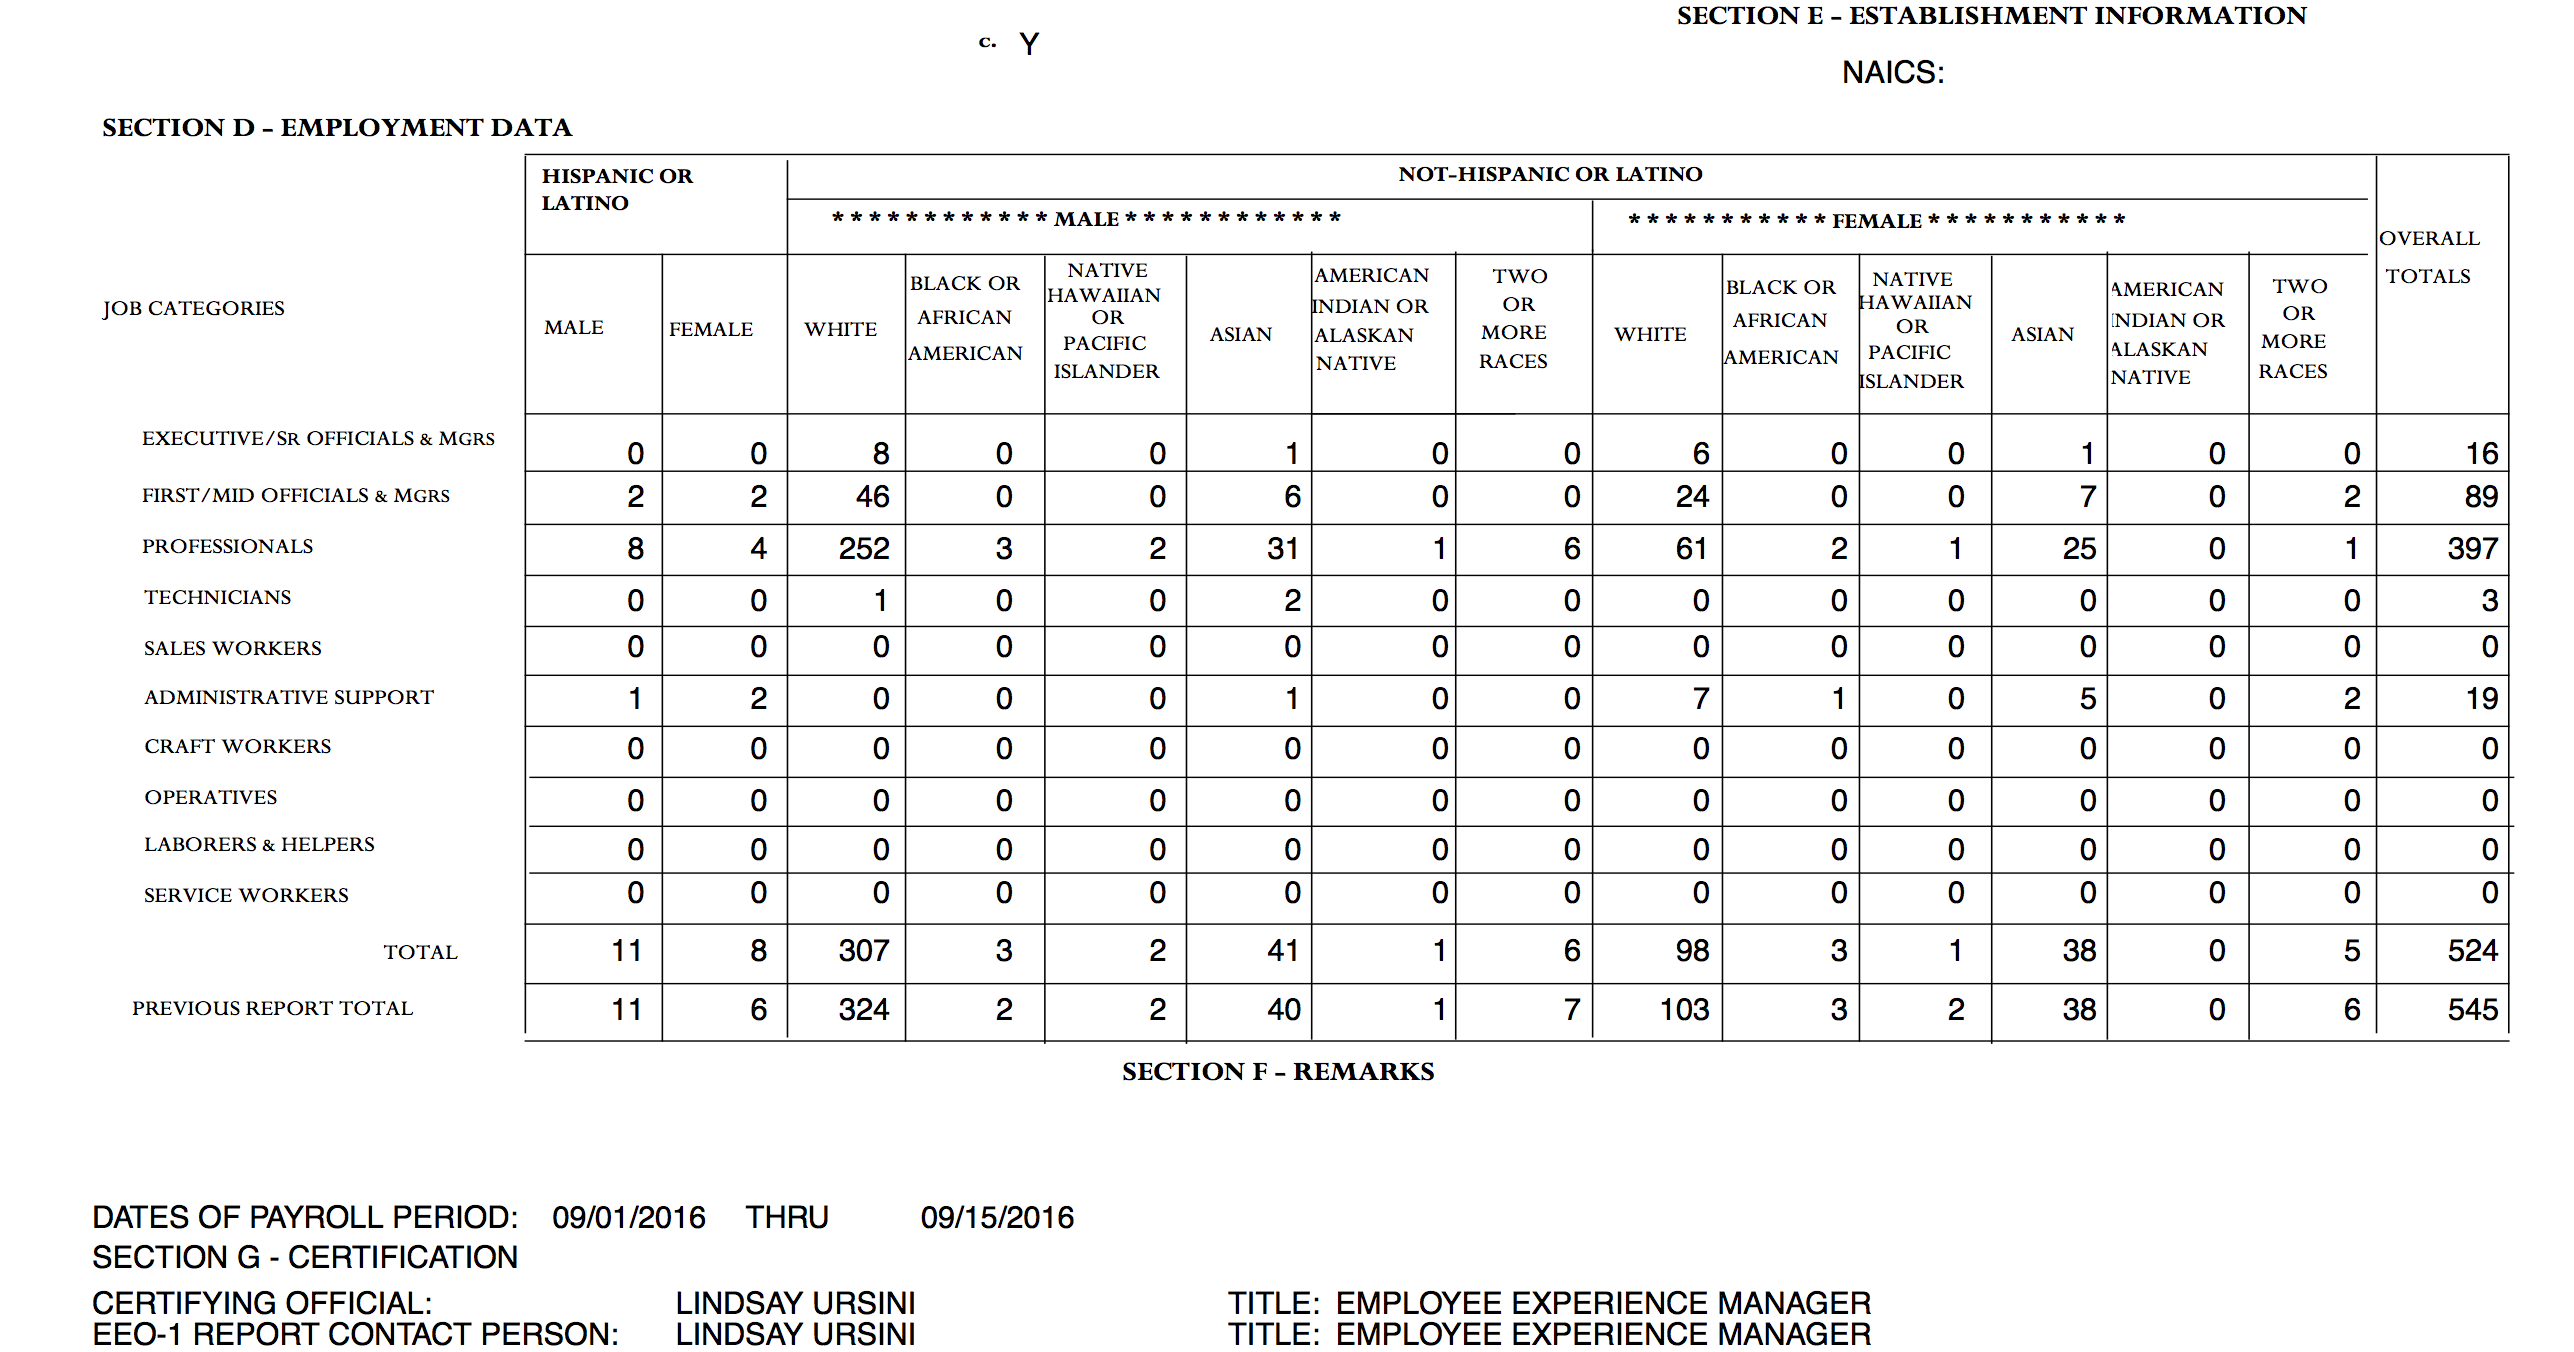 SECTION E – ESTABLISHMENT INFORMATION
c. Y
NAICS:
SECTION D – EMPLOYMENT DATA
HISPANIC OR LATINO NOT-HISPANIC OR LATINO
* * * * * * * * * * * * MALE * * * * * * * * * * * * * * * * * * * * * * * FEMALE * * * * * * * * * * *
OVERALL TOTALS
JOB CATEGORIES MALE FEMALE WHITE BLACK OR AFRICAN AMERICAN NATIVE HAWAIIAN OR PACIFIC ISLANDER ASIAN AMERICAN INDIAN OR ALASKAN NATIVE TWO OR MORE RACES WHITE BLACK OR AFRICAN AMERICAN NATIVE HAWAIIAN OR PACIFIC ISLANDER ASIAN AMERICAN INDIAN OR ALASKAN NATIVE TWO OR MORE RACES
EXECUTIVE/SR OFFICIALS & MGRS 0 0 8 0 0 1 0 0 6 0 0 1 0 0 16
FIRST/MID OFFICIALS & MGRS 2 2 46 0 0 6 0 0 24 0 0 7 0 2 89
PROFESSIONALS 8 4 252 3 2 31 1 6 61 2 1 25 0 1 397
TECHNICIANS 0 0 1 0 0 2 0 0 0 0 0 0 0 0 3
SALES WORKERS 0 0 0 0 0 0 0 0 0 0 0 0 0 0 0
ADMINISTRATIVE SUPPORT 1 2 0 0 0 1 0 0 7 1 0 5 0 2 19
CRAFT WORKERS 0 0 0 0 0 0 0 0 0 0 0 0 0 0 0
OPERATIVES 0 0 0 0 0 0 0 0 0 0 0 0 0 0 0
LABORERS & HELPERS 0 0 0 0 0 0 0 0 0 0 0 0 0 0 0
SERVICE WORKERS 0 0 0 0 0 0 0 0 0 0 0 0 0 0 0
TOTAL 11 8 307 3 2 41 1 6 98 3 1 38 0 5 524
PREVIOUS REPORT TOTAL 11 6 324 2 2 40 1 7 103 3 2 38 0 6 545
SECTION F – REMARKS
DATES OF PAYROLL PERIOD: 09/01/2016 THRU 09/15/2016
SECTION G - CERTIFICATION
CERTIFYING OFFICIAL: LINDSAY URSINI TITLE: EMPLOYEE EXPERIENCE MANAGER
EEO-1 REPORT CONTACT PERSON: LINDSAY URSINI TITLE: EMPLOYEE EXPERIENCE MANAGER